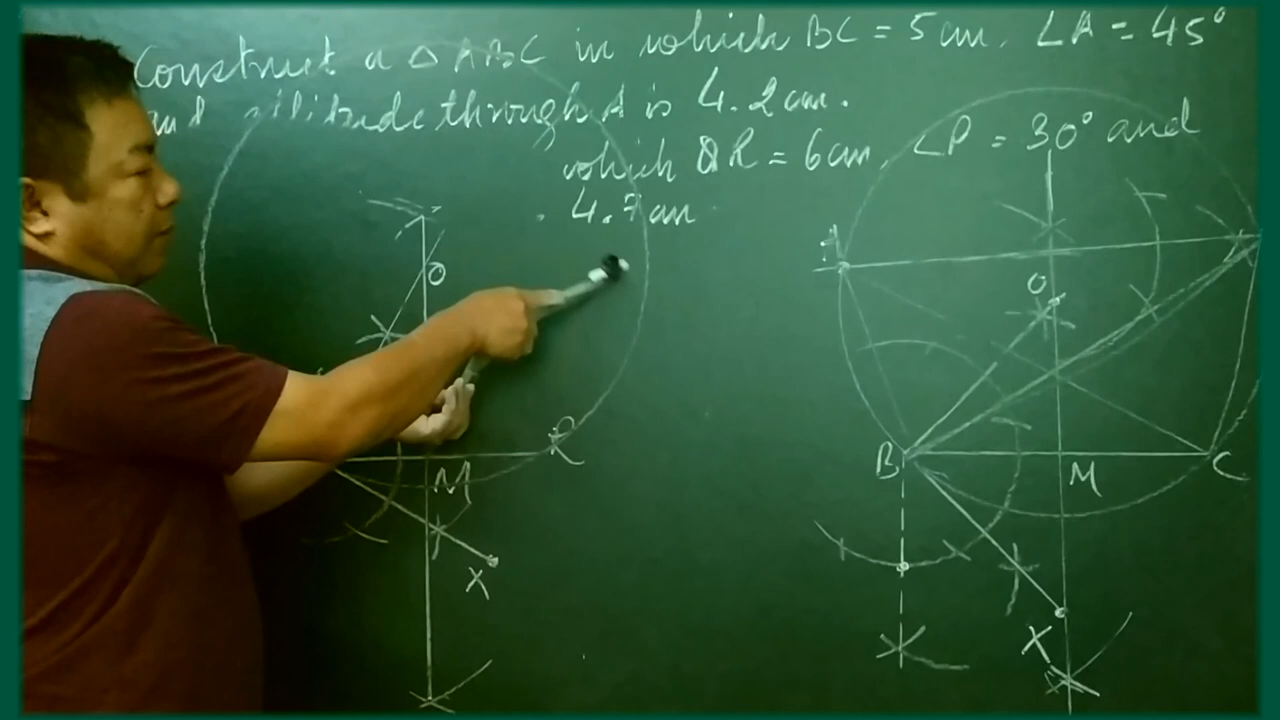 Construct a △ ABC in which BC = 5 cm, ∠A = 45°
and altitude through A is 4.2 cm.
which QR = 6 cm, ∠P = 30° and
4.7 cm
O
M
R
X
A
O
B
M
C
X